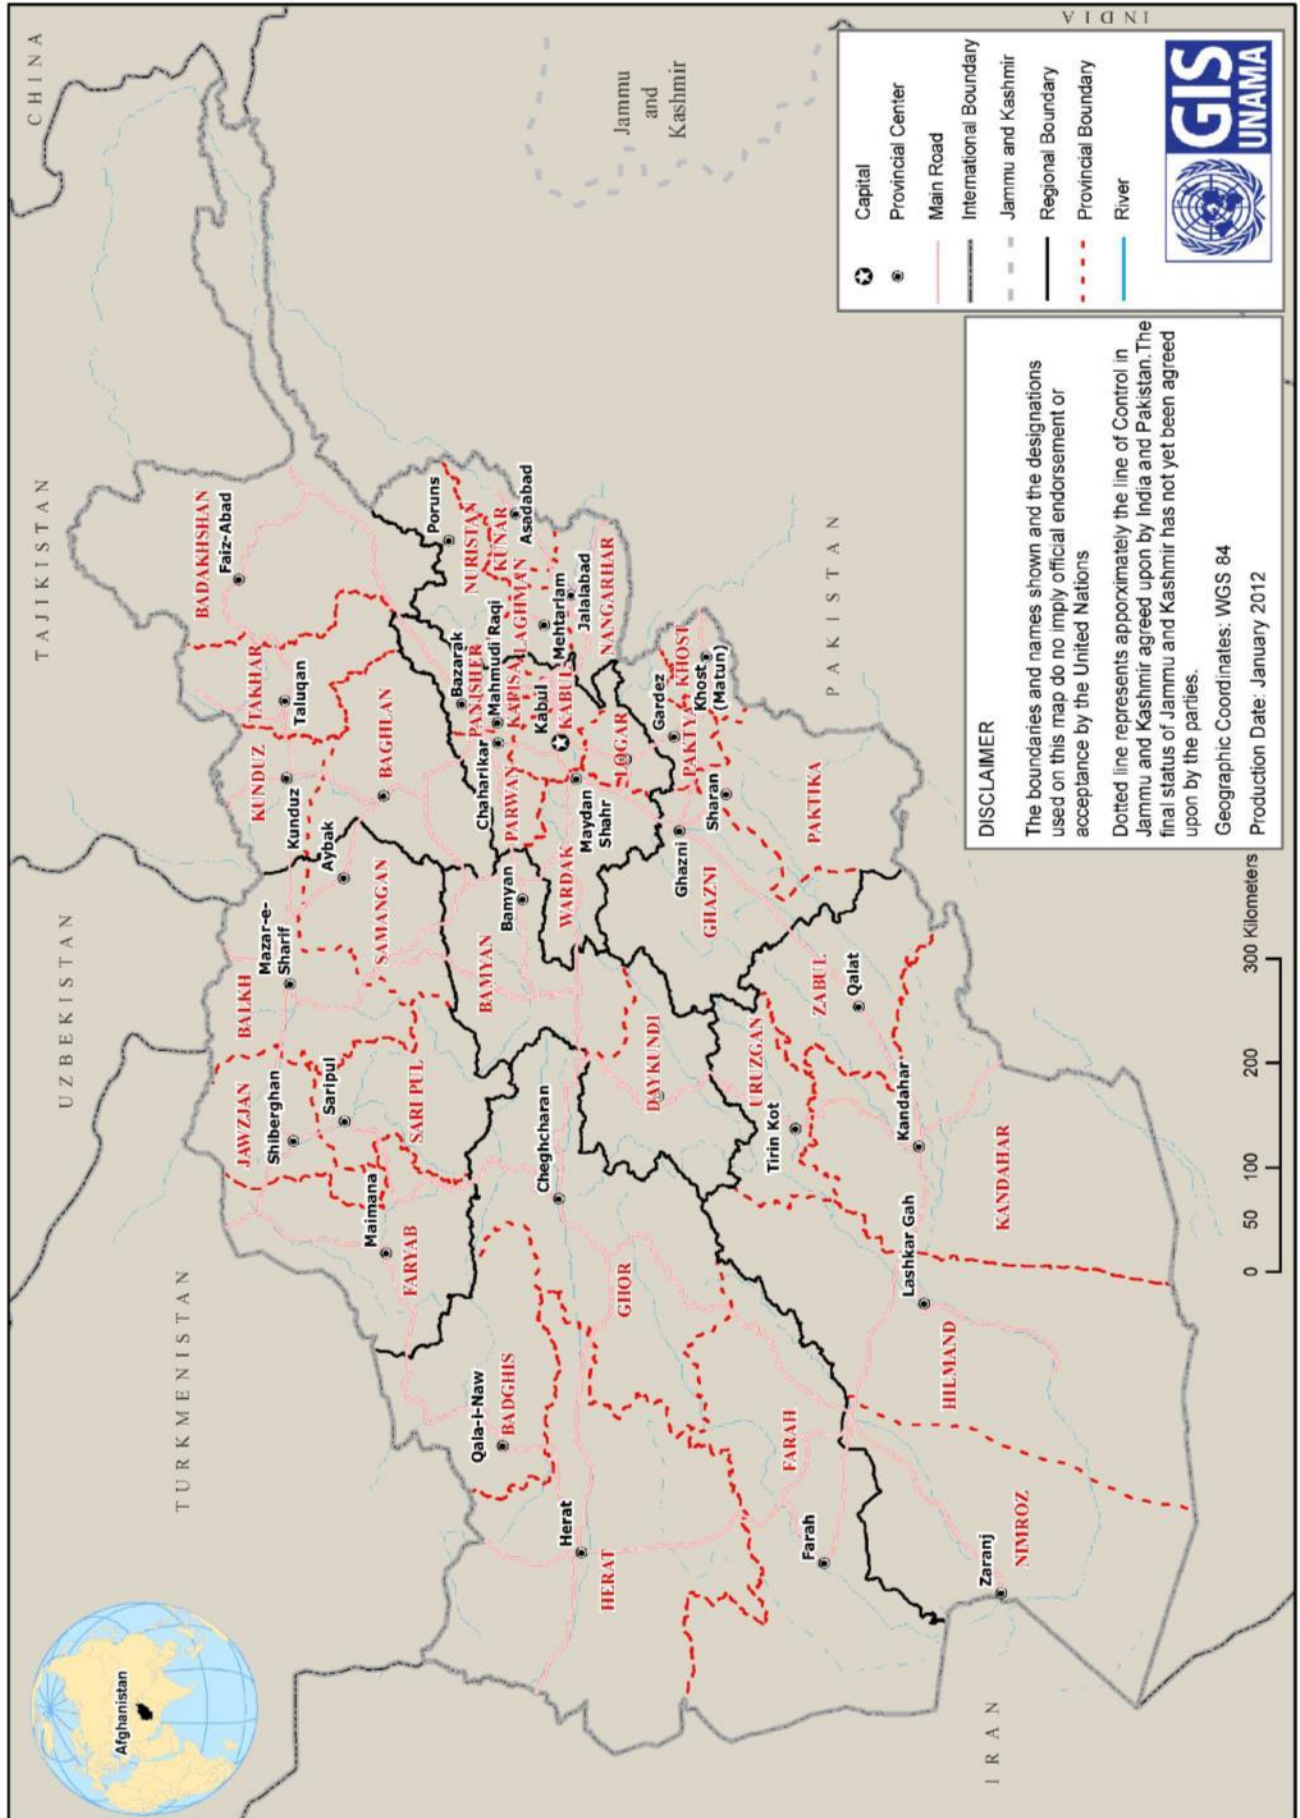 CHINA
TAJIKISTAN
UZBEKISTAN
TURKMENISTAN
IRAN
PAKISTAN
INDIA
Jammu
and
Kashmir
Afghanistan
BADAKHSHAN
Faiz-Abad
TAKHAR
Taluqan
KUNDUZ
Kunduz
BAGHLAN
Aybak
SAMANGAN
BALKH
Mazar-e-
Sharif
JAWZJAN
Shiberghan
Saripul
SARI PUL
Maimana
FARYAB
Qala-i-Naw
BADGHIS
Herat
HERAT
Cheghcharan
GHOR
BAMYAN
Bamyan
DAYKUNDI
Poruns
NURISTAN
KUNAR
Asadabad
LAGHMAN
Mehtarlam
Jalalabad
NANGARHAR
Bazarak
PANJSHER
Mahmudi Raqi
KAPISA
Kabul
KABUL
Chaharikar
PARWAN
Maydan
Shahr
WARDAK
LOGAR
Gardez
PAKTYA
KHOST
Khost
(Matun)
Sharan
PAKTIKA
Ghazni
GHAZNI
URUZGAN
Tirin Kot
ZABUL
Qalat
Kandahar
KANDAHAR
Lashkar Gah
HILMAND
FARAH
Farah
Zaranj
NIMROZ
0 50 100 200 300 Kilometers
DISCLAIMER
The boundaries and names shown and the designations
used on this map do no imply official endorsement or
acceptance by the United Nations
Dotted line represents apporximately the line of Control in
Jammu and Kashmir agreed upon by India and Pakistan.The
final status of Jammu and Kashmir has not yet been agreed
upon by the parties.
Geographic Coordinates: WGS 84
Production Date: January 2012
Capital
Provincial Center
Main Road
International Boundary
Jammu and Kashmir
Regional Boundary
Provincial Boundary
River
GIS
UNAMA